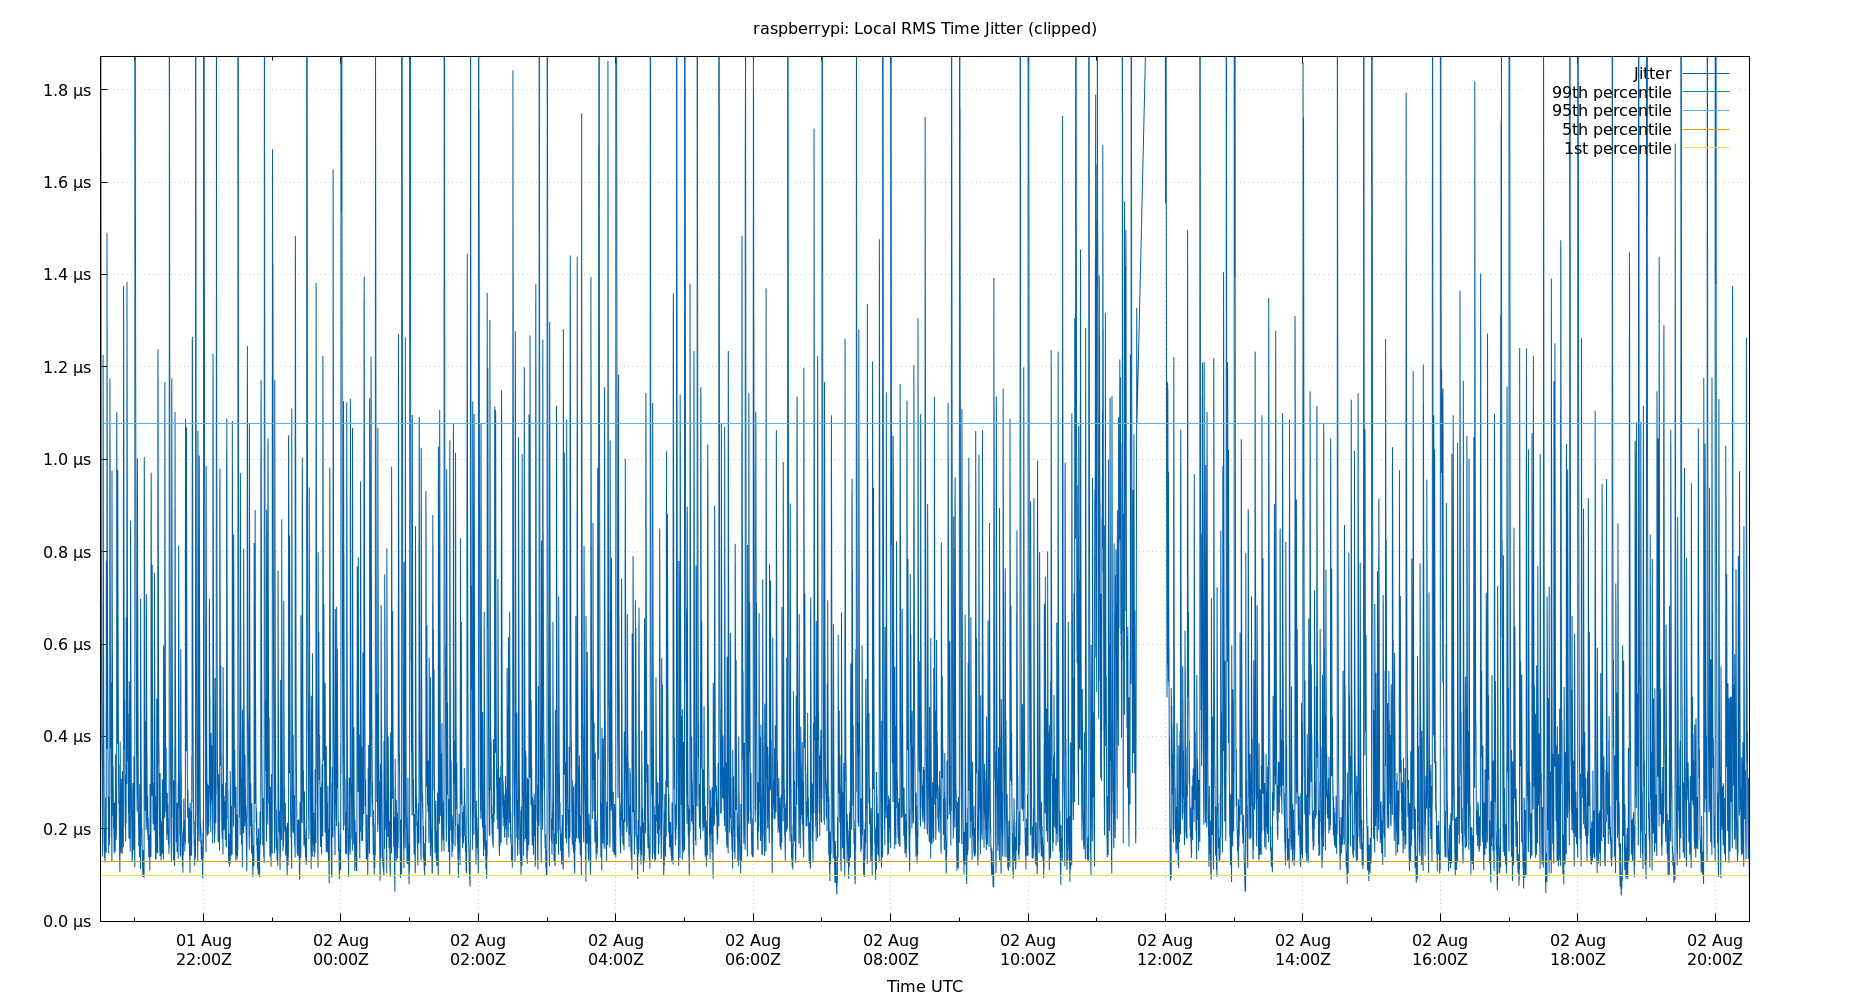 raspberrypi: Local RMS Time Jitter (clipped)
Jitter
99th percentile
95th percentile
5th percentile
1st percentile
1.8 μs
1.6 μs
1.4 μs
1.2 μs
1.0 μs
0.8 μs
0.6 μs
0.4 μs
0.2 μs
0.0 μs
01 Aug 02 Aug 02 Aug 02 Aug 02 Aug 02 Aug 02 Aug 02 Aug 02 Aug 02 Aug 02 Aug 02 Aug
22:00Z 00:00Z 02:00Z 04:00Z 06:00Z 08:00Z 10:00Z 12:00Z 14:00Z 16:00Z 18:00Z 20:00Z
Time UTC